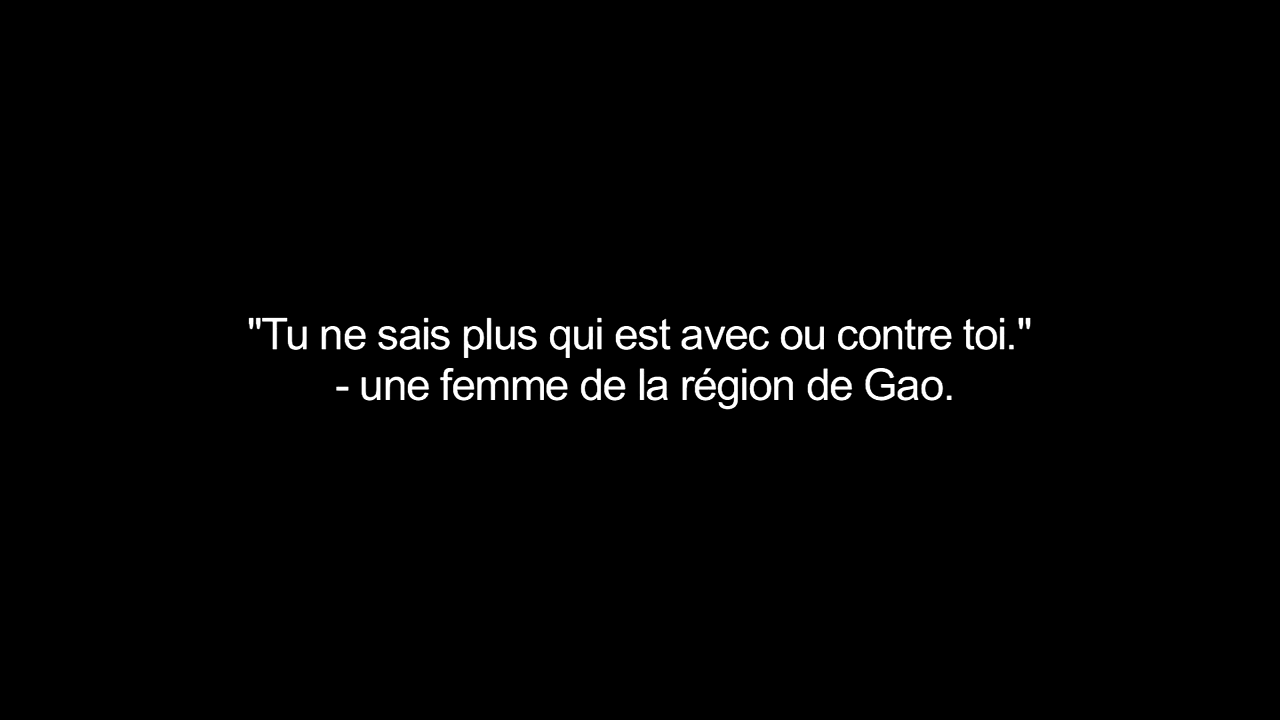 "Tu ne sais plus qui est avec ou contre toi."
- une femme de la région de Gao.